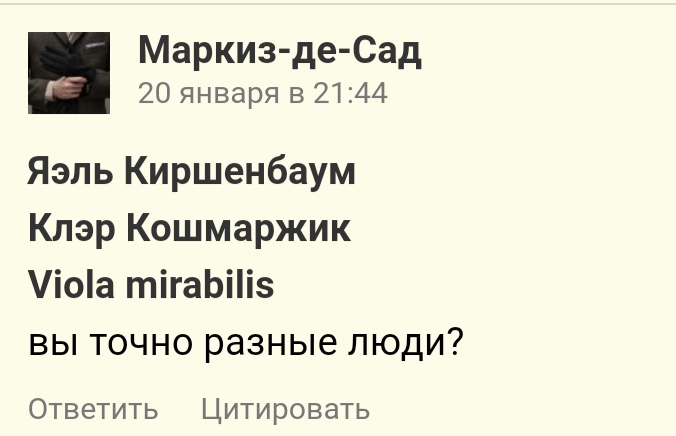 Маркиз-де-Сад
20 января в 21:44
Яэль Киршенбаум
Клэр Кошмаржик
Viola mirabilis
вы точно разные люди?
Ответить Цитировать